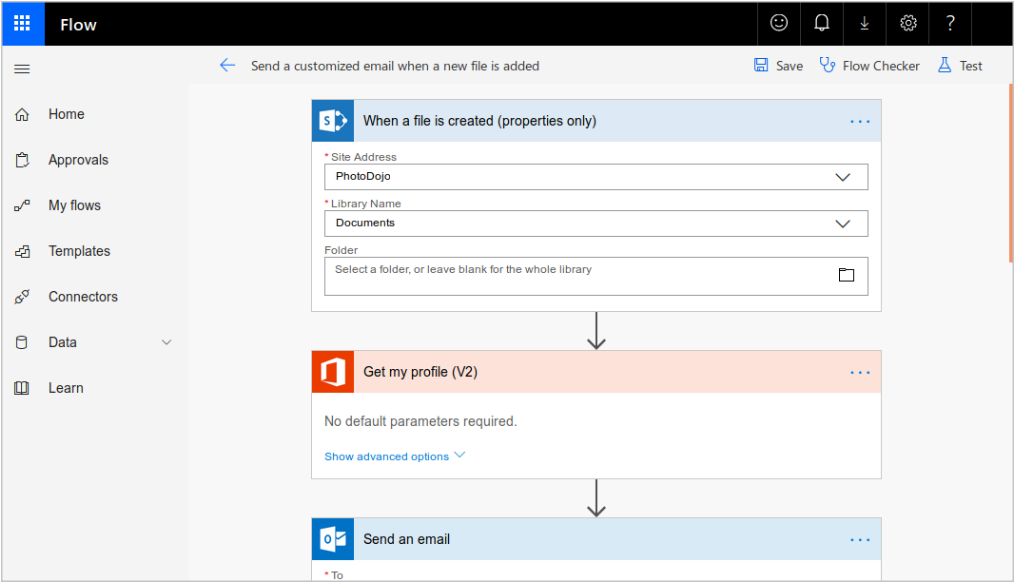 Flow
?
Send a customized email when a new file is added
Save
Flow Checker
Test
Home
Approvals
My flows
Templates
Connectors
Data
Learn
S
When a file is created (properties only)
...
* Site Address
PhotoDojo
* Library Name
Documents
Folder
Select a folder, or leave blank for the whole library
Get my profile (V2)
...
No default parameters required.
Show advanced options
o
Send an email
...
* To